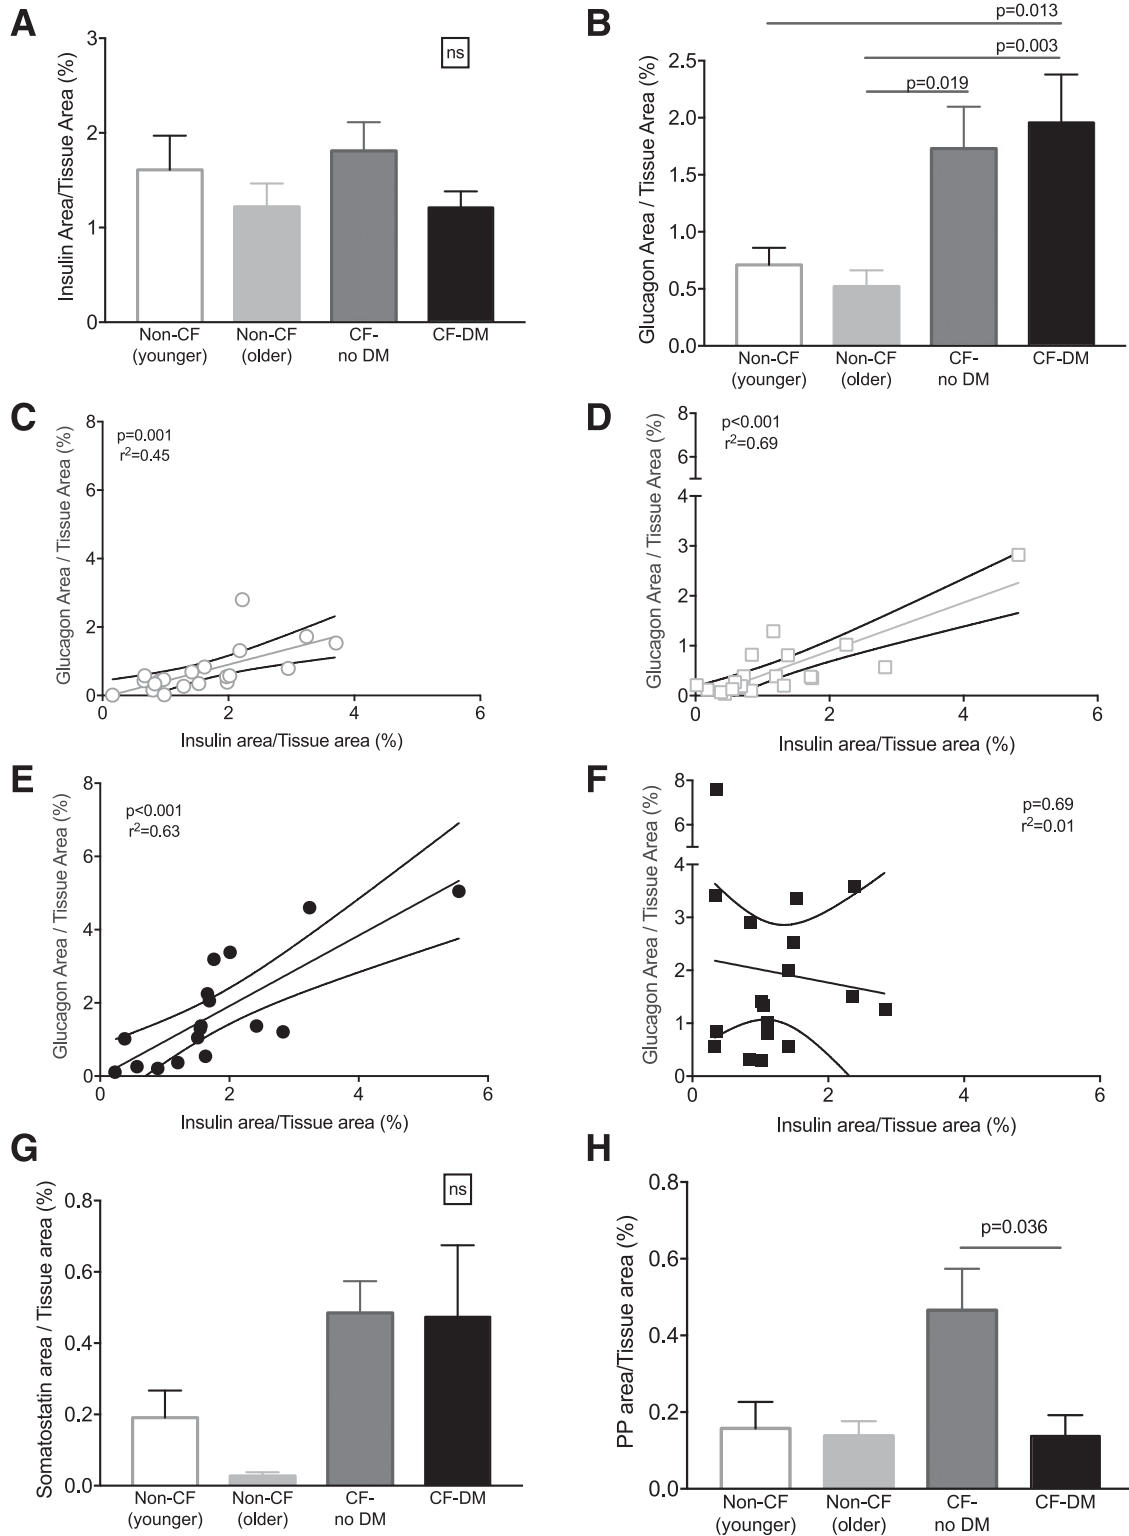 A
Insulin Area/Tissue Area (%)
3
2
1
0
ns
Non-CF
(younger)
Non-CF
(older)
CF-
no DM
CF-DM
B
Glucagon Area / Tissue Area (%)
2.5
2.0
1.5
1.0
0.5
0.0
p=0.013
p=0.003
p=0.019
Non-CF
(younger)
Non-CF
(older)
CF-
no DM
CF-DM
C
Glucagon Area / Tissue Area (%)
8
6
4
2
0
p=0.001
r²=0.45
0 2 4 6
Insulin area/Tissue area (%)
D
Glucagon Area / Tissue Area (%)
8
6
4
3
2
1
0
p<0.001
r²=0.69
0 2 4 6
Insulin area/Tissue area (%)
E
Glucagon Area / Tissue Area (%)
8
6
4
2
0
p<0.001
r²=0.63
0 2 4 6
Insulin area/Tissue area (%)
F
Glucagon Area / Tissue Area (%)
8
6
4
3
2
1
0
p=0.69
r²=0.01
0 2 4 6
Insulin area/Tissue area (%)
G
Somatostatin area / Tissue area (%)
0.8
0.6
0.4
0.2
0.0
ns
Non-CF
(younger)
Non-CF
(older)
CF-
no DM
CF-DM
H
PP area/Tissue area (%)
0.8
0.6
0.4
0.2
0.0
p=0.036
Non-CF
(younger)
Non-CF
(older)
CF-
no DM
CF-DM